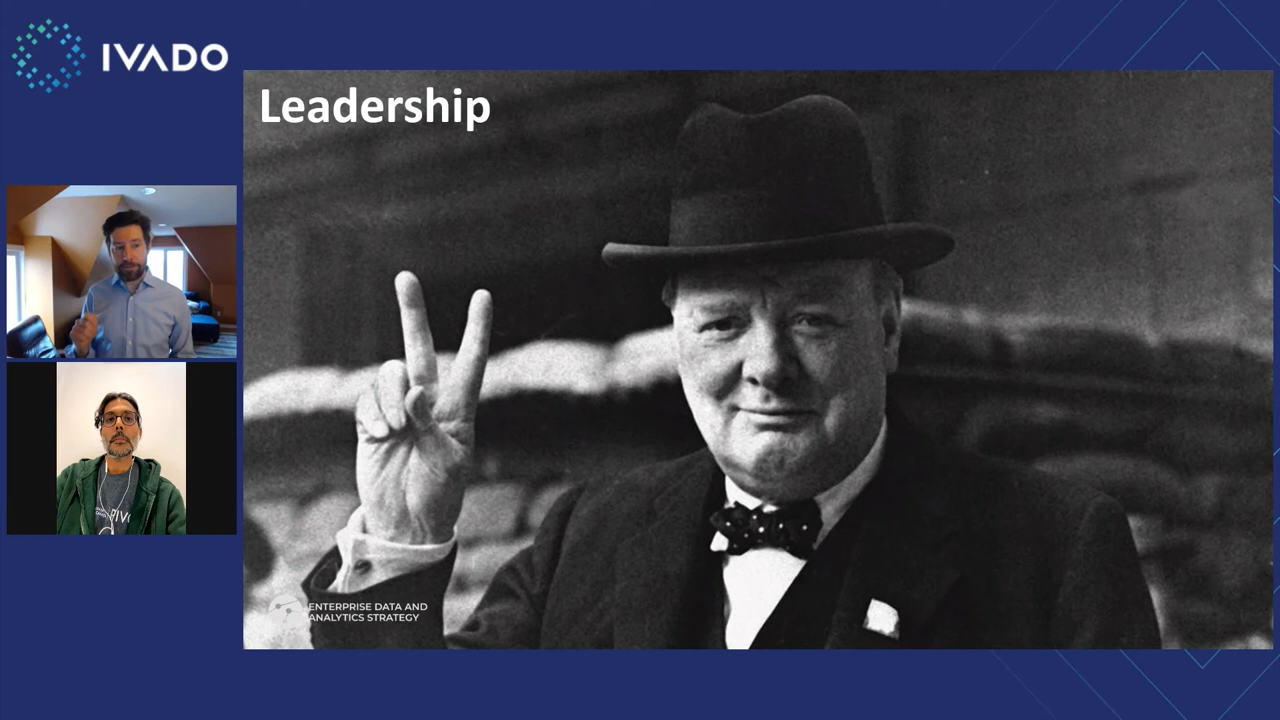 IVADO
Leadership
ENTERPRISE DATA AND
ANALYTICS STRATEGY